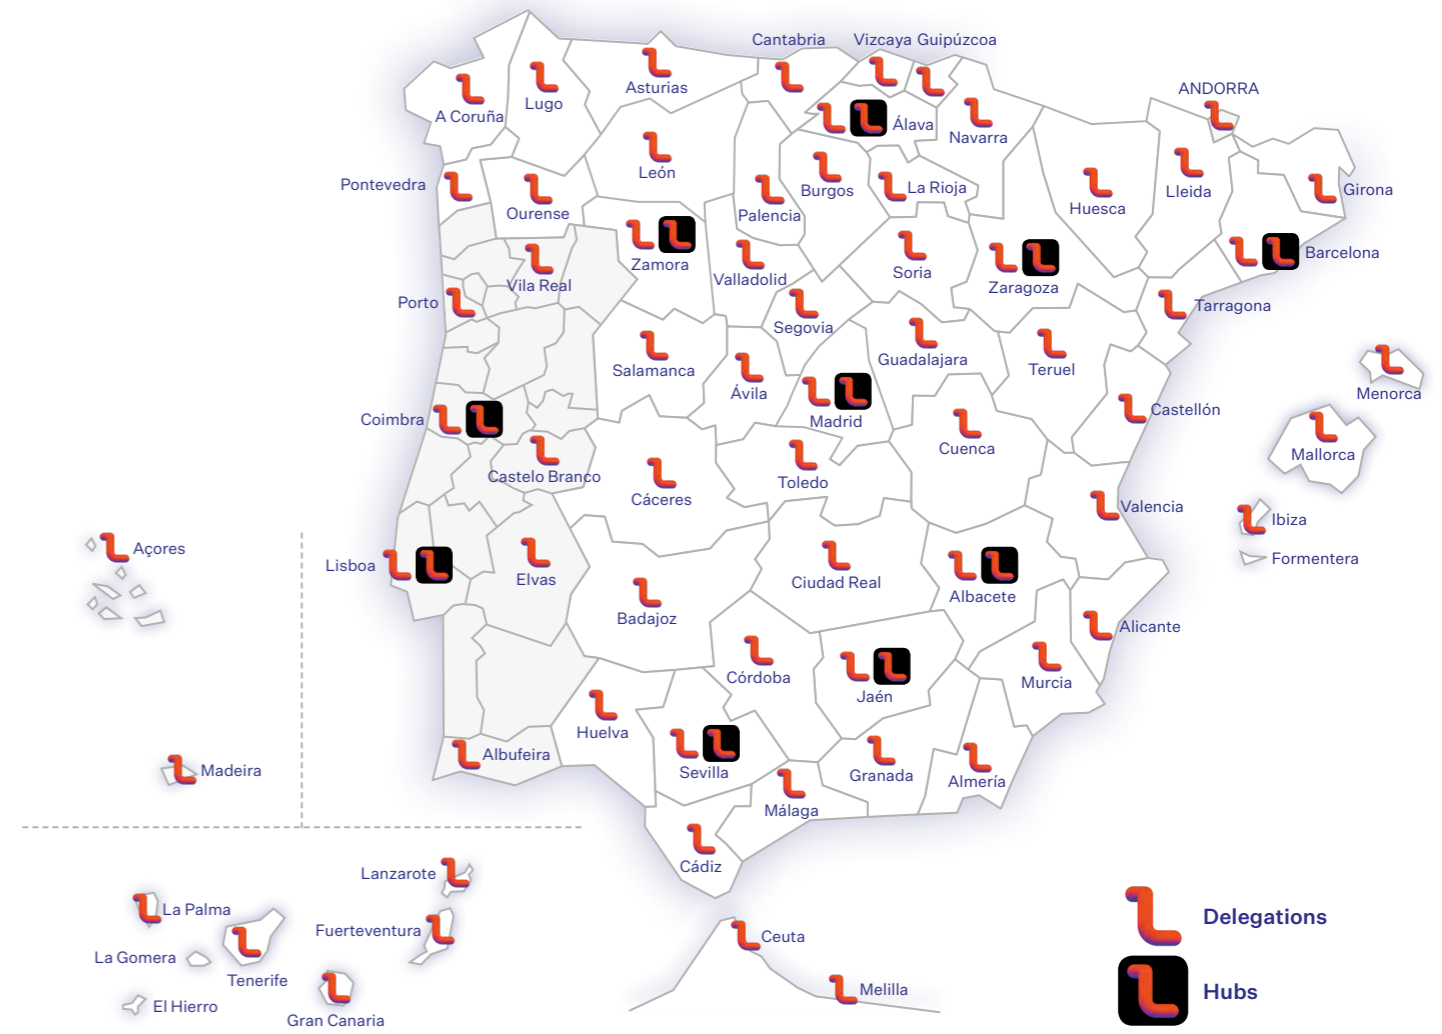 Cantabria
Vizcaya
Guipúzcoa
Asturias
ANDORRA
Lugo
A Coruña
Álava
Navarra
León
Pontevedra
Burgos
La Rioja
Lleida
Girona
Ourense
Palencia
Huesca
Zamora
Barcelona
Valladolid
Soria
Zaragoza
Vila Real
Porto
Tarragona
Segovia
Guadalajara
Teruel
Salamanca
Ávila
Menorca
Castellón
Coimbra
Madrid
Cuenca
Mallorca
Castelo Branco
Toledo
Cáceres
Valencia
Ibiza
Açores
Formentera
Lisboa
Elvas
Ciudad Real
Albacete
Badajoz
Alicante
Córdoba
Murcia
Jaén
Huelva
Albufeira
Madeira
Sevilla
Granada
Almería
Málaga
Cádiz
Lanzarote
La Palma
Fuerteventura
Delegations
Ceuta
La Gomera
Tenerife
Melilla
Hubs
El Hierro
Gran Canaria